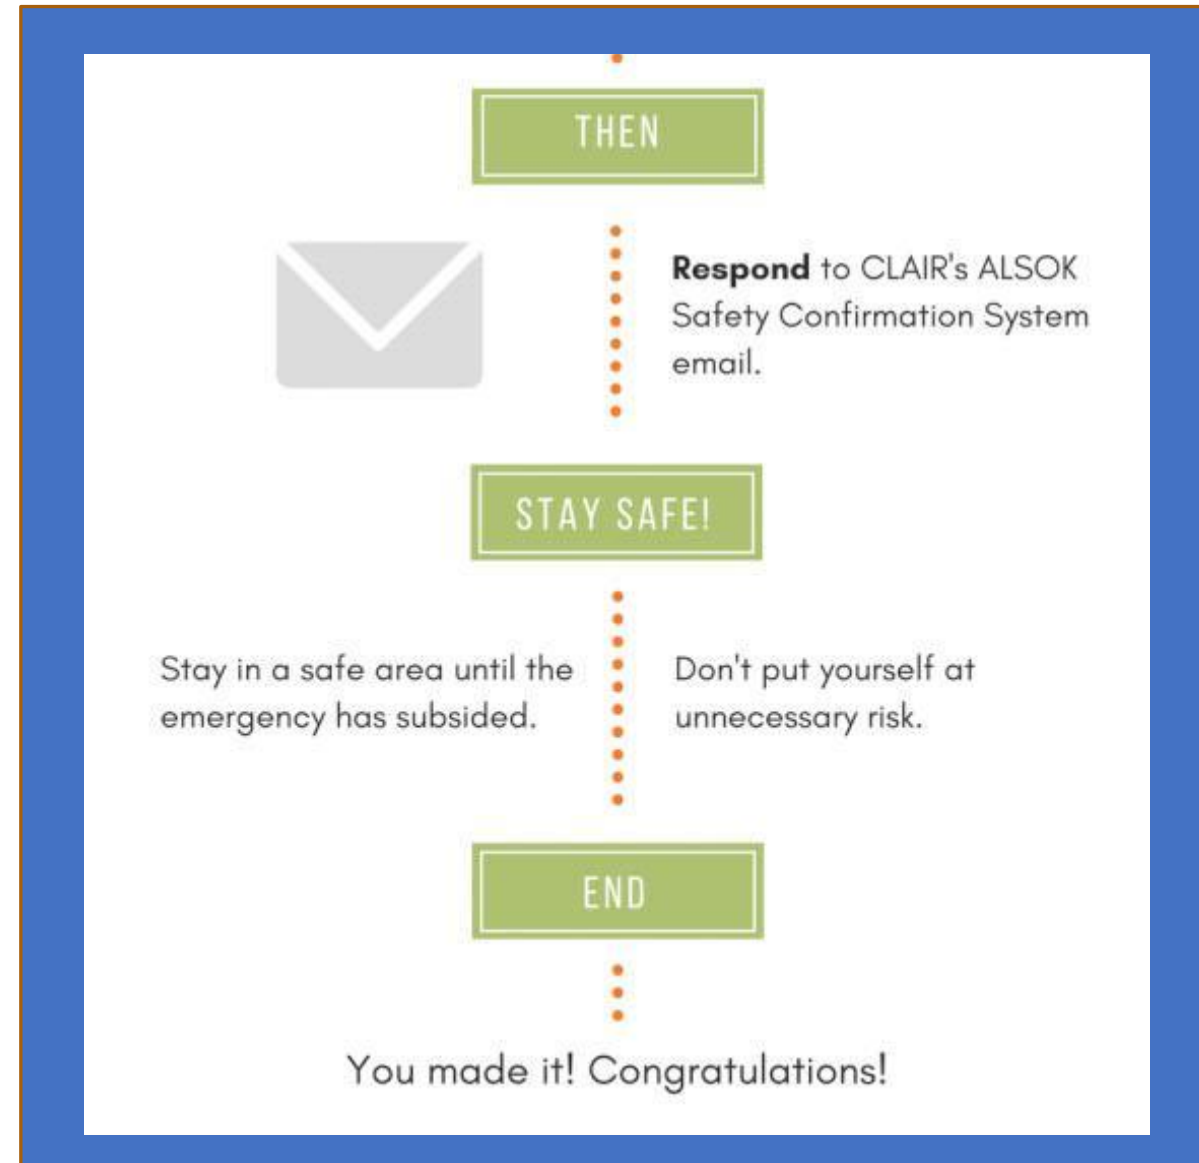 THEN
Respond to CLAIR's ALSOK
Safety Confirmation System
email.
STAY SAFE!
Stay in a safe area until the
emergency has subsided.
Don't put yourself at
unnecessary risk.
END
You made it! Congratulations!